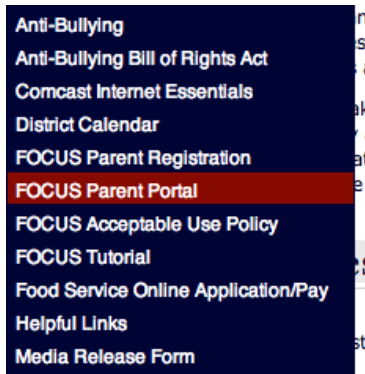 Anti-Bullying
Anti-Bullying Bill of Rights Act
Comcast Internet Essentials
District Calendar
FOCUS Parent Registration
FOCUS Parent Portal
FOCUS Acceptable Use Policy
FOCUS Tutorial
Food Service Online Application/Pay
Helpful Links
Media Release Form